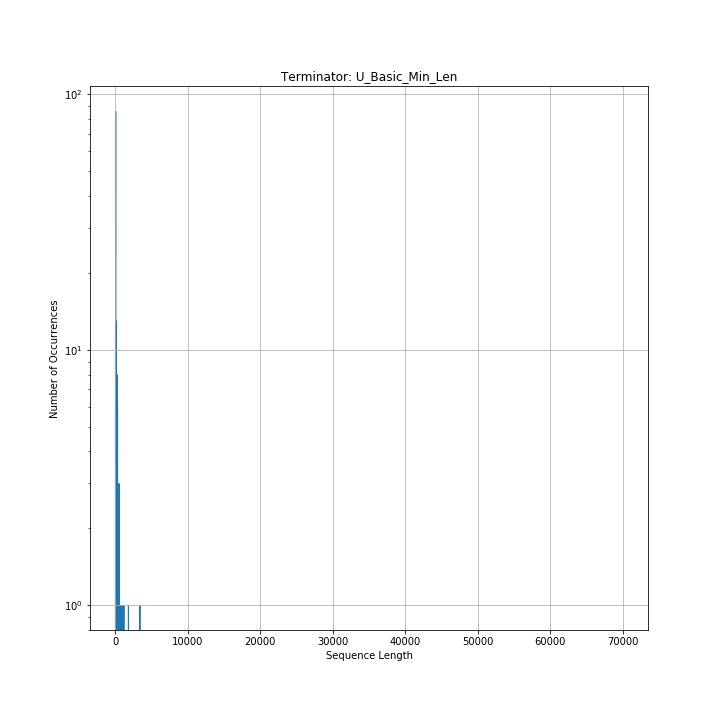 Terminator: U_Basic_Min_Len
10²
10¹
10⁰
Number of Occurrences
0 10000 20000 30000 40000 50000 60000 70000
Sequence Length